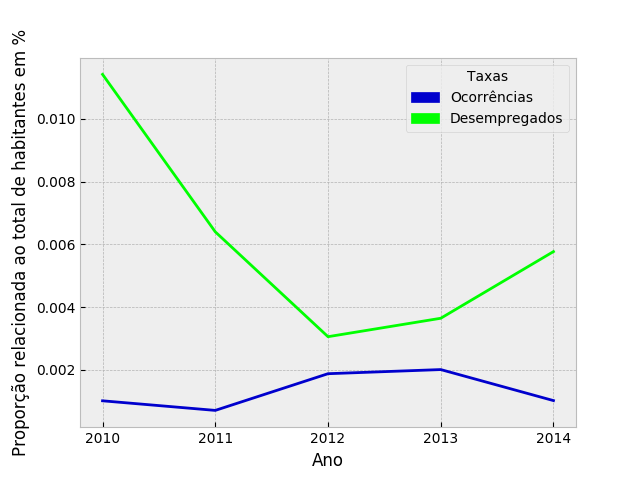 Proporção relacionada ao total de habitantes em %
Taxas
Ocorrências
Desempregados
0.010
0.008
0.006
0.004
0.002
2010 2011 2012 2013 2014
Ano